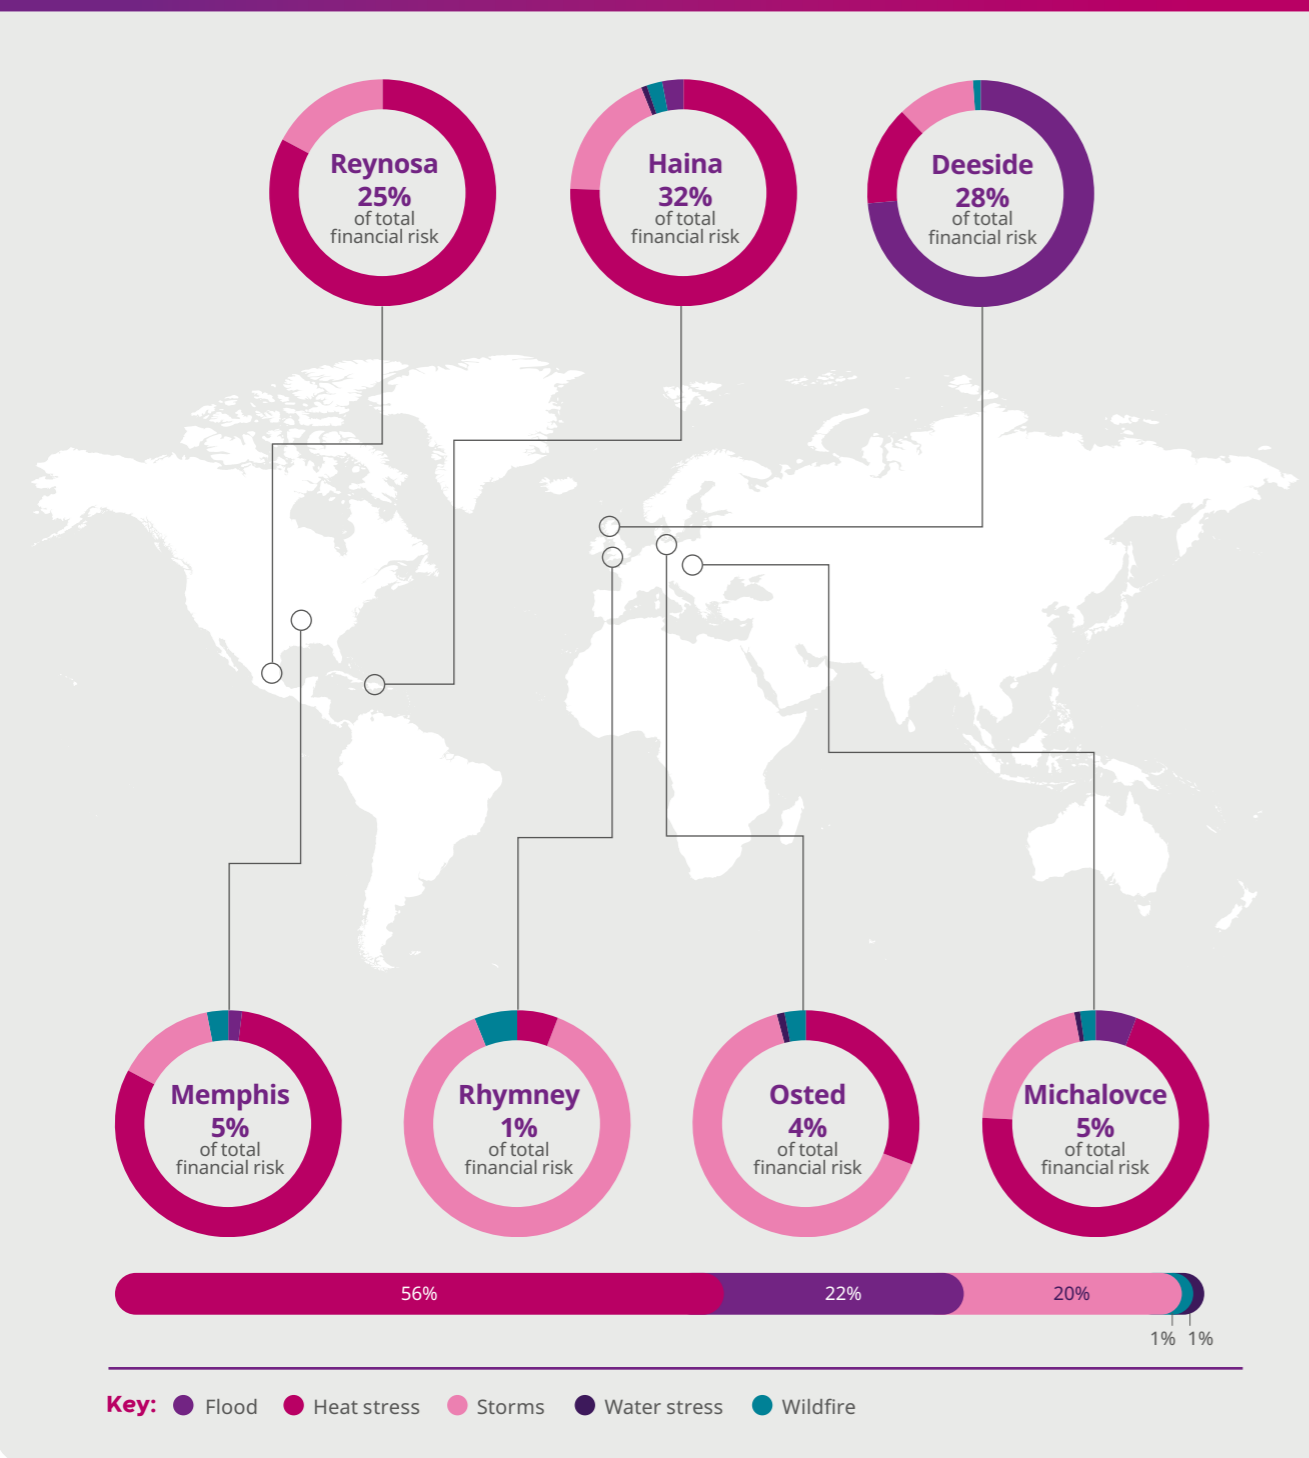 Reynosa
25%
of total
financial risk
Haina
32%
of total
financial risk
Deeside
28%
of total
financial risk
Memphis
5%
of total
financial risk
Rhymney
1%
of total
financial risk
Osted
4%
of total
financial risk
Michalovce
5%
of total
financial risk
56%
22%
20%
1%
1%
Key:
Flood
Heat stress
Storms
Water stress
Wildfire